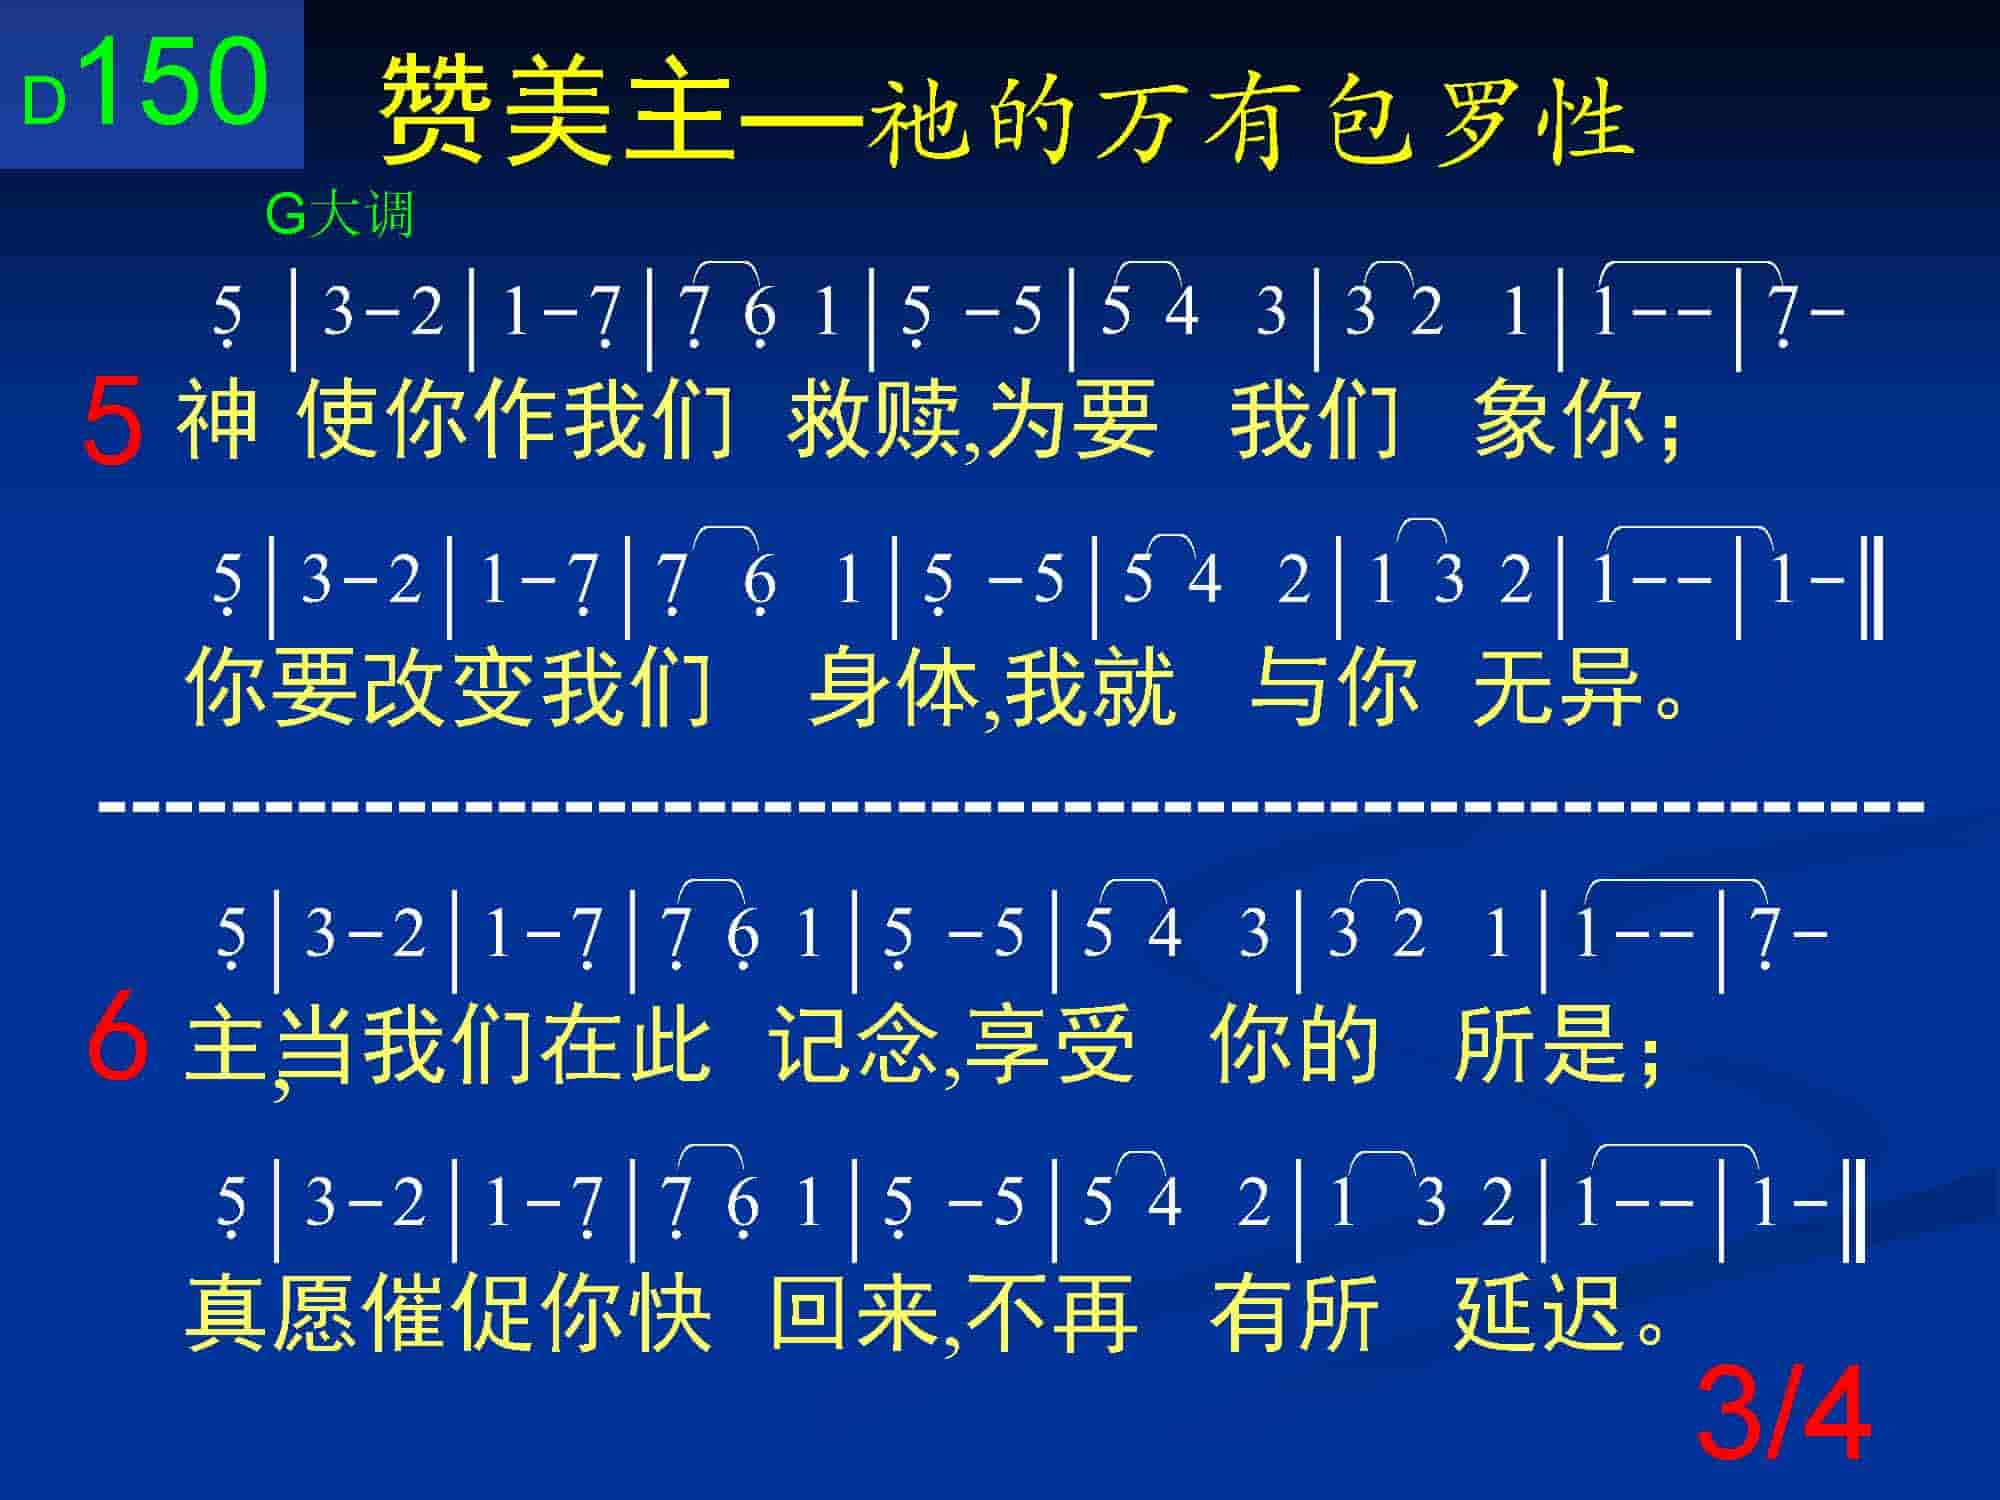 D150
赞美主—祂的万有包罗性
G大调
5̣ | 3-2 | 1-7̣ | 7̣ 6̣ 1 | 5̣ -5 | 5 4 3 | 3 2 1 | 1-- | 7̣-
5 神 使你作我们 救赎,为要 我们 象你；
5̣ | 3-2 | 1-7̣ | 7̣ 6̣ 1 | 5̣ -5 | 5 4 2 | 1 3 2 | 1-- | 1- ‖
你要改变我们 身体,我就 与你 无异。
5̣ | 3-2 | 1-7̣ | 7̣ 6̣ 1 | 5̣ -5 | 5 4 3 | 3 2 1 | 1-- | 7̣-
6 主,当我们在此 记念,享受 你的 所是；
5̣ | 3-2 | 1-7̣ | 7̣ 6̣ 1 | 5̣ -5 | 5 4 2 | 1 3 2 | 1-- | 1- ‖
真愿催促你快 回来,不再 有所 延迟。
3/4